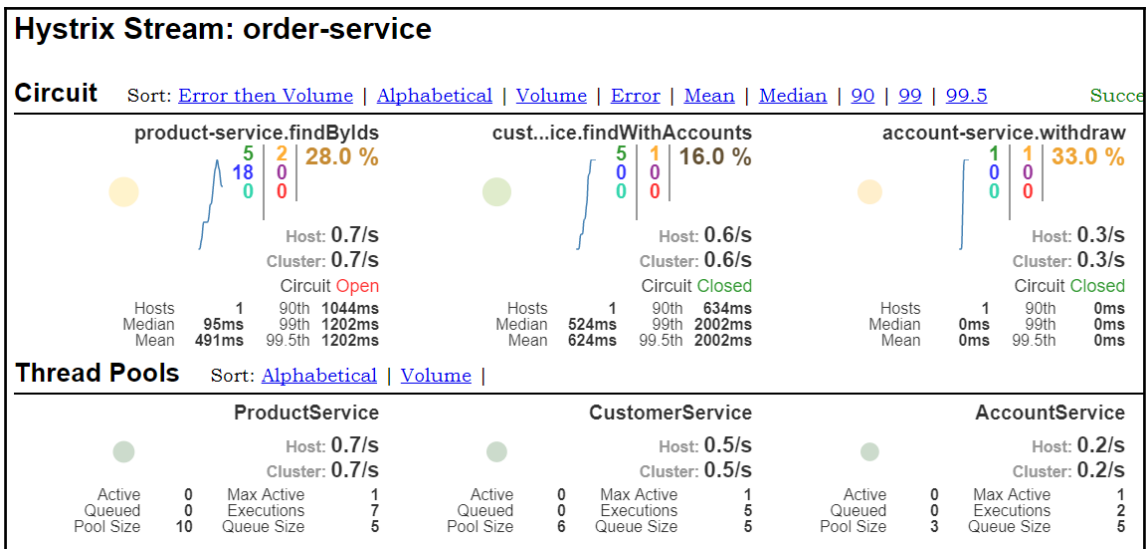 Hystrix Stream: order-service
Circuit Sort: Error then Volume | Alphabetical | Volume | Error | Mean | Median | 90 | 99 | 99.5 Succe
product-service.findByIds
5 2 28.0 %
18 0
0 0
Host: 0.7/s
Cluster: 0.7/s
Circuit Open
Hosts 1 90th 1044ms
Median 95ms 99th 1202ms
Mean 491ms 99.5th 1202ms
cust...ice.findWithAccounts
5 1 16.0 %
0 0
0 0
Host: 0.6/s
Cluster: 0.6/s
Circuit Closed
Hosts 1 90th 634ms
Median 524ms 99th 2002ms
Mean 624ms 99.5th 2002ms
account-service.withdraw
1 1 33.0 %
0 0
0 0
Host: 0.3/s
Cluster: 0.3/s
Circuit Closed
Hosts 1 90th 0ms
Median 0ms 99th 0ms
Mean 0ms 99.5th 0ms
Thread Pools Sort: Alphabetical | Volume |
ProductService
Host: 0.7/s
Cluster: 0.7/s
Active 0 Max Active 1
Queued 0 Executions 7
Pool Size 10 Queue Size 5
CustomerService
Host: 0.5/s
Cluster: 0.5/s
Active 0 Max Active 1
Queued 0 Executions 5
Pool Size 6 Queue Size 5
AccountService
Host: 0.2/s
Cluster: 0.2/s
Active 0 Max Active 1
Queued 0 Executions 2
Pool Size 3 Queue Size 5